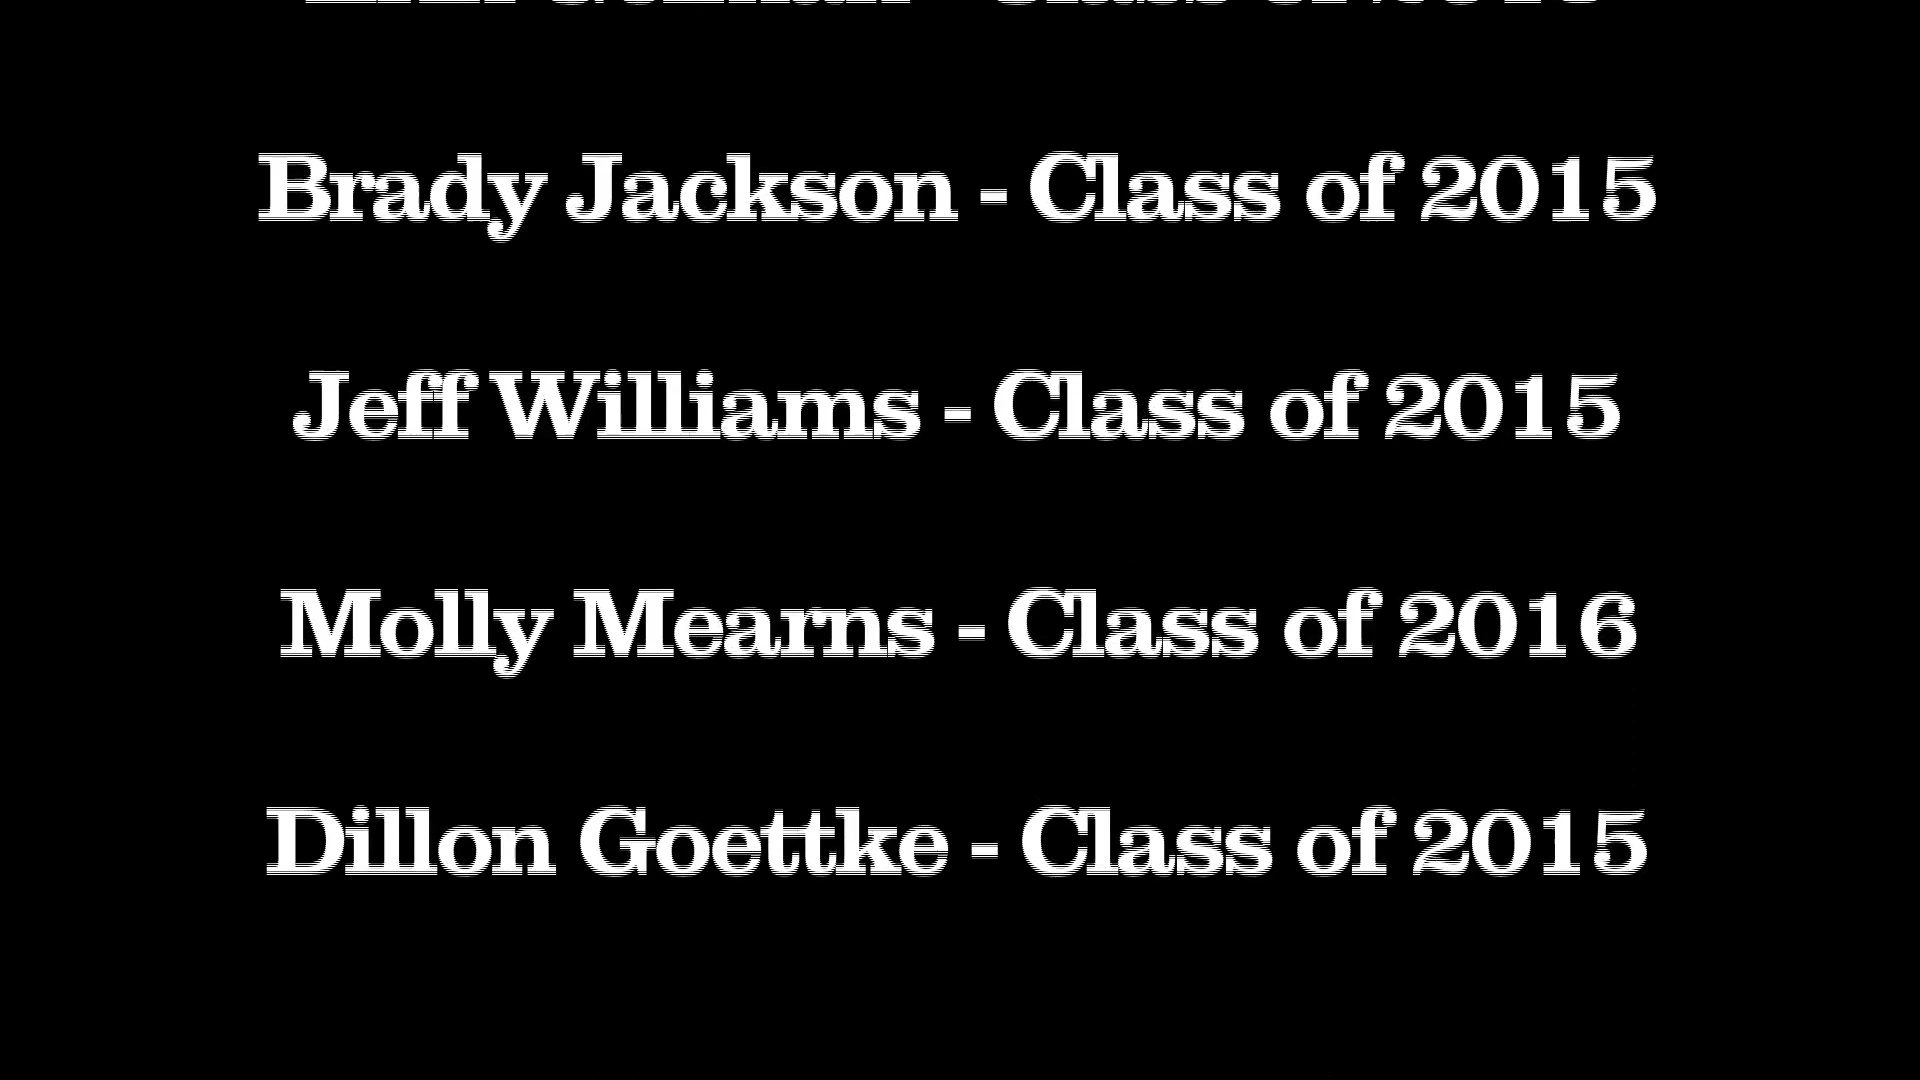 Brady Jackson - Class of 2015
Jeff Williams - Class of 2015
Molly Mearns - Class of 2016
Dillon Goettke - Class of 2015